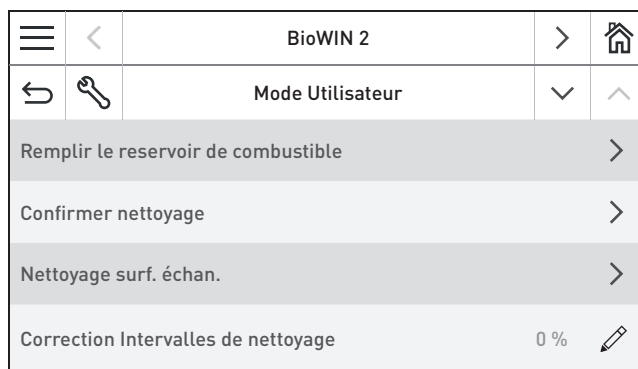 BioWIN 2
Mode Utilisateur
Remplir le reservoir de combustible
Confirmer nettoyage
Nettoyage surf. échan.
Correction Intervalles de nettoyage 0 %